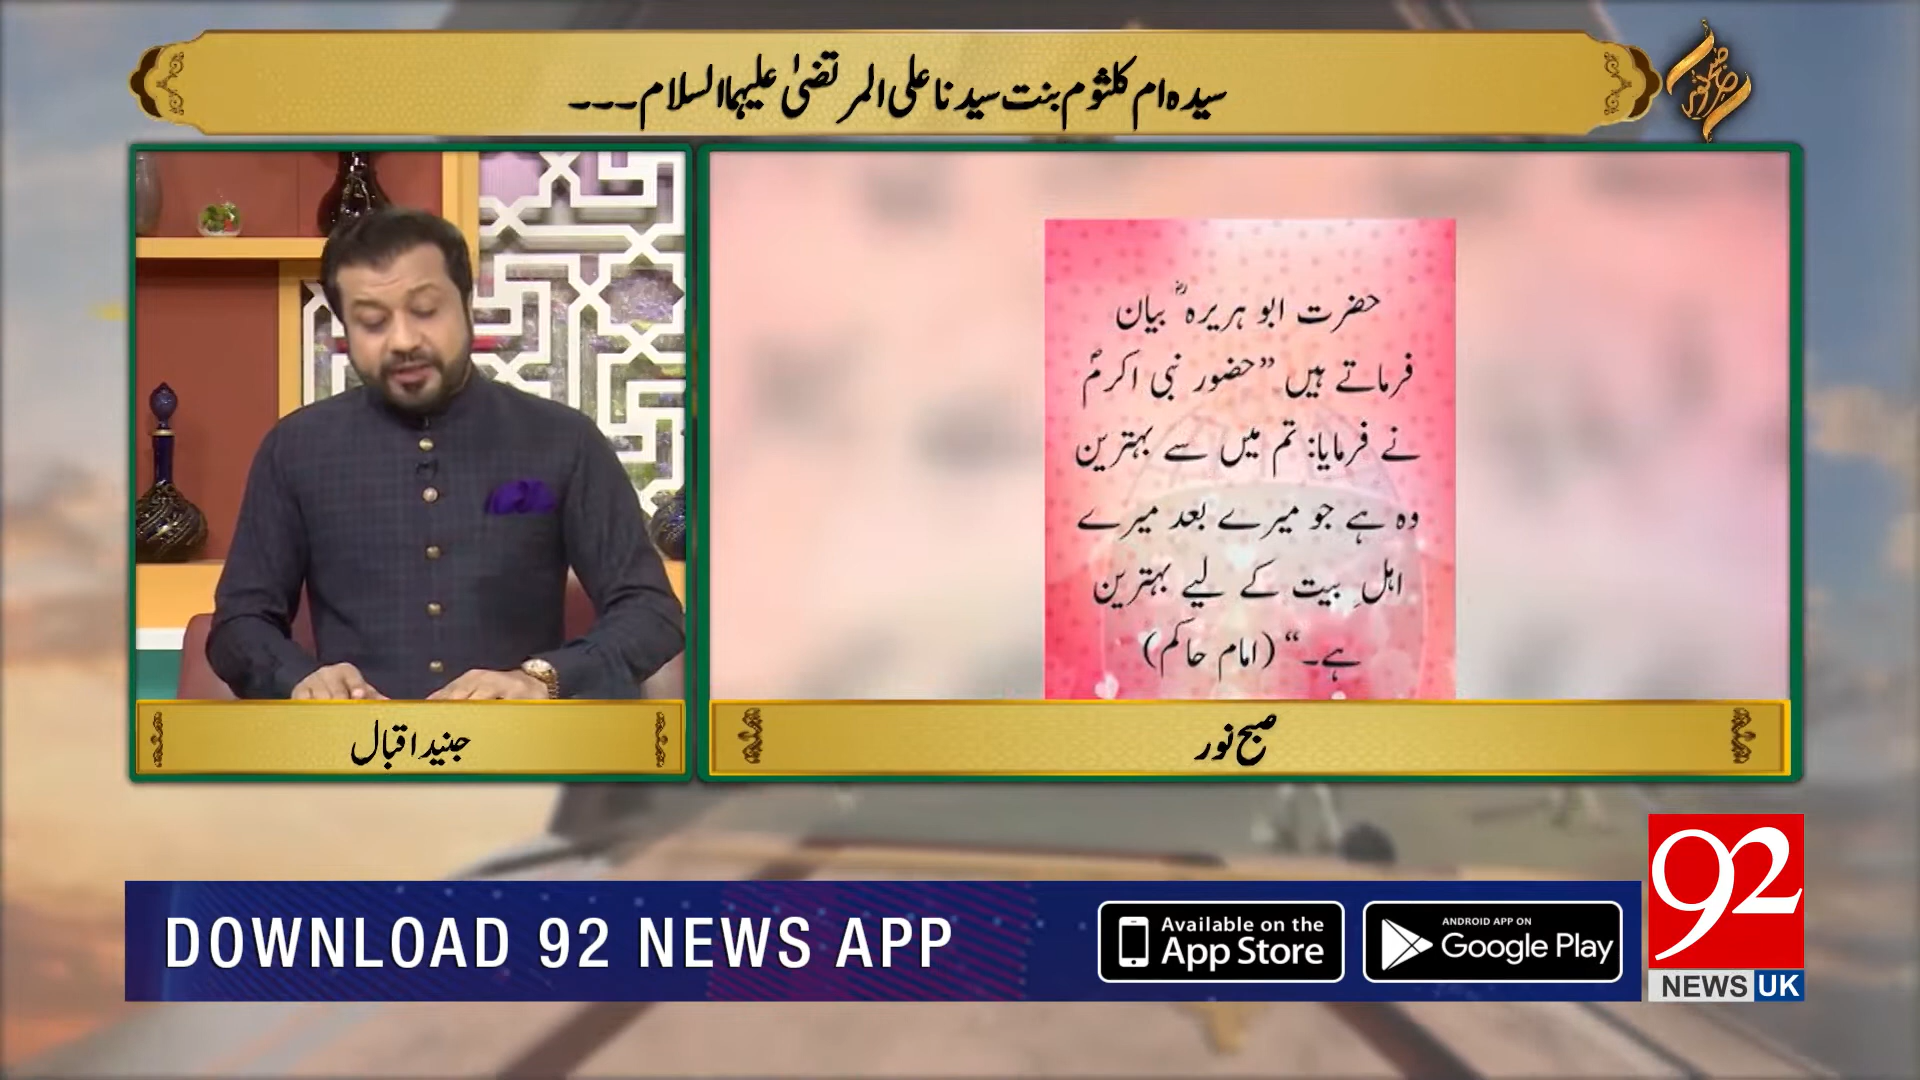 سیدہ ام کلثوم بنت سیدنا علی المرتضیٰ علیہما السلام ۔۔۔
صبح نور
حضرت ابو ہریرہؓ بیان
فرماتے ہیں ”حضور نبی اکرمؐ
نے فرمایا: تم میں سے بہترین
وہ ہے جو میرے بعد میرے
اہلِ بیت کے لیے بہترین
ہے۔“ (امام حاکم)
جنید اقبال
صبح نور
DOWNLOAD 92 NEWS APP
Available on the
App Store
ANDROID APP ON
Google Play
92
NEWS UK